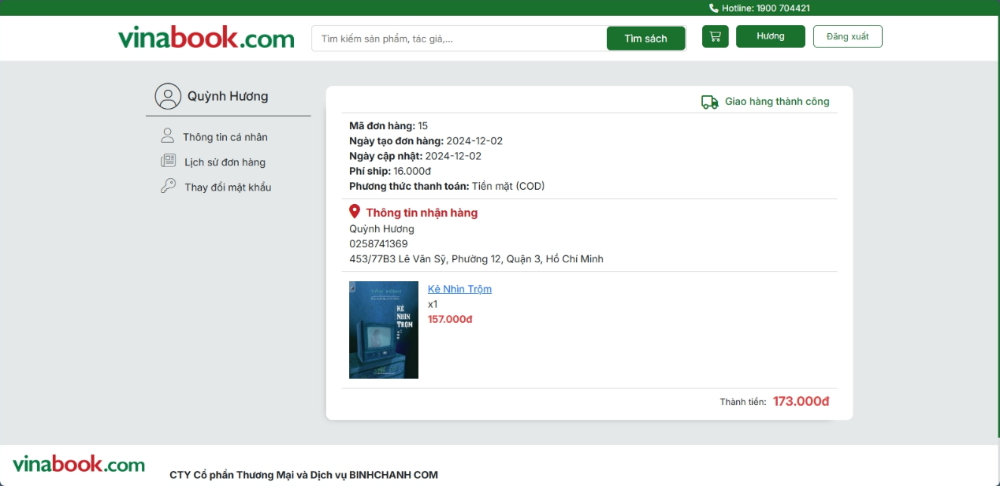 Hotline: 1900 704421
vinabook.com
Tìm kiếm sản phẩm, tác giả,...
Tìm sách
Hương
Đăng xuất
Quỳnh Hương
Thông tin cá nhân
Lịch sử đơn hàng
Thay đổi mật khẩu
Giao hàng thành công
Mã đơn hàng: 15
Ngày tạo đơn hàng: 2024-12-02
Ngày cập nhật: 2024-12-02
Phí ship: 16.000đ
Phương thức thanh toán: Tiền mặt (COD)
Thông tin nhận hàng
Quỳnh Hương
0258741369
453/77B3 Lê Văn Sỹ, Phường 12, Quận 3, Hồ Chí Minh
KẺ
NHÌN
TRỘM
Kẻ Nhìn Trộm
x1
157.000đ
Thành tiền: 173.000đ
vinabook.com
CTY Cổ phần Thương Mại và Dịch vụ BINHCHANH COM